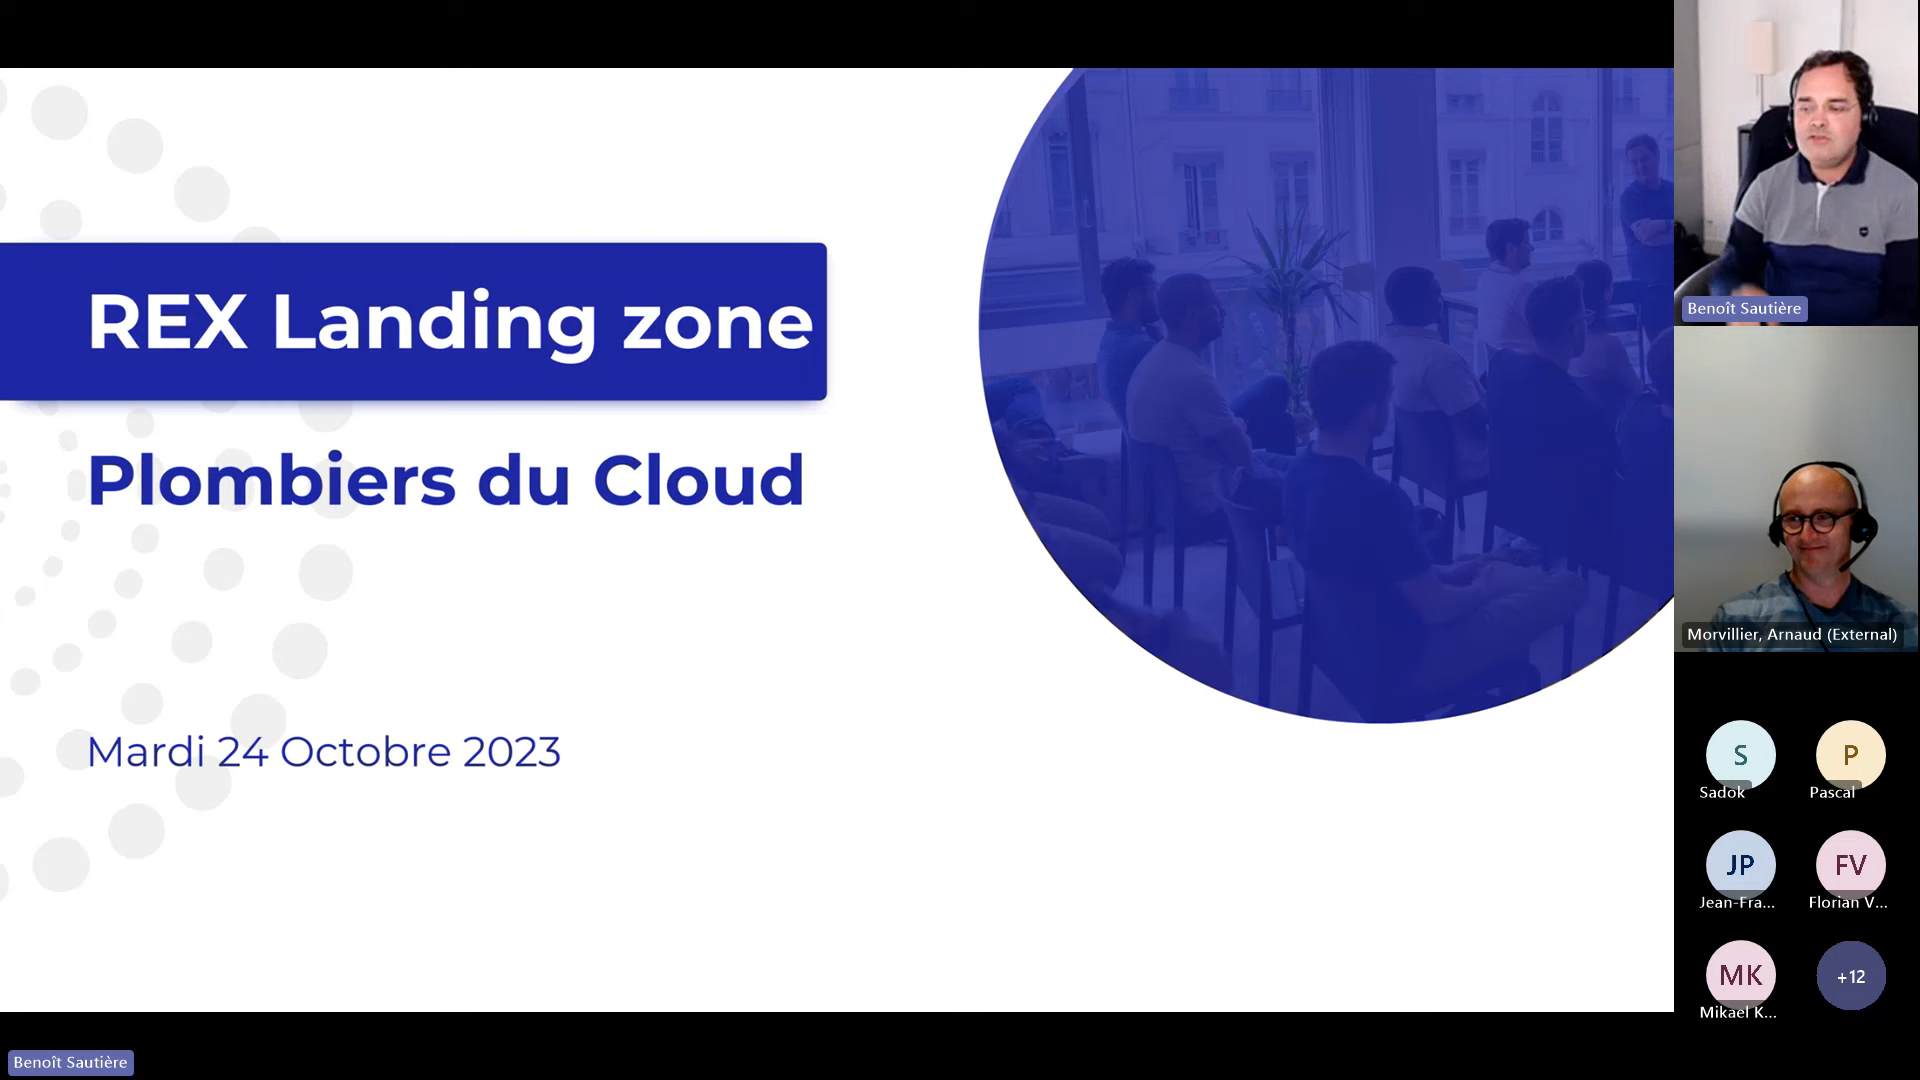 REX Landing zone
Plombiers du Cloud
Mardi 24 Octobre 2023
Benoît Sautière
Benoît Sautière
Morvillier, Arnaud (External)
S
Sadok
P
Pascal
JP
Jean-Fra...
FV
Florian V...
MK
Mikael K...
+12